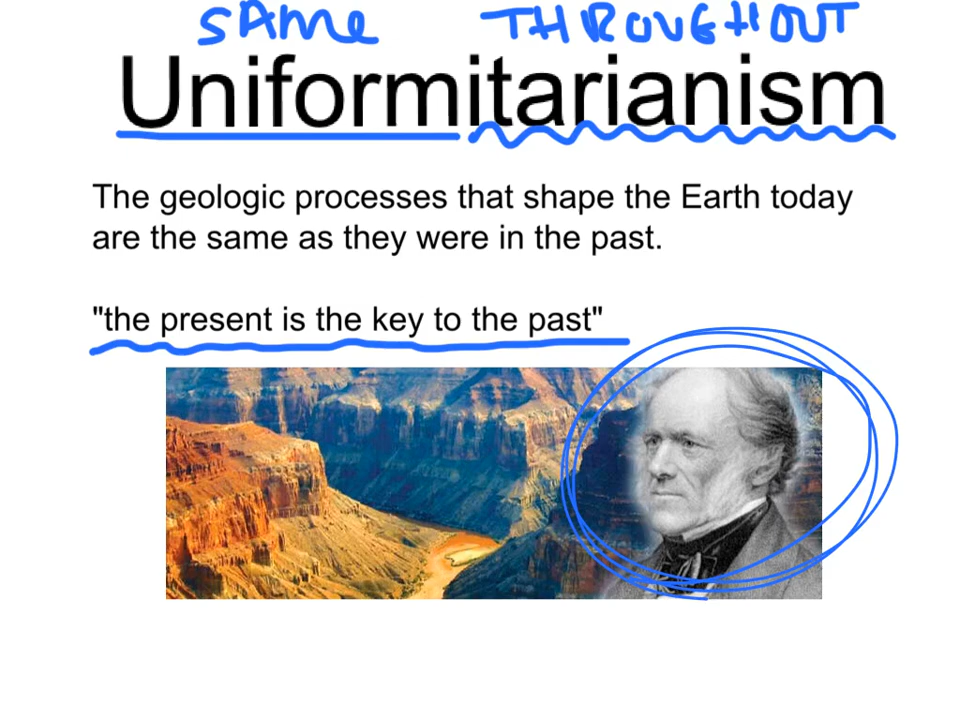 SAME THROUGHOUT
Uniformitarianism
The geologic processes that shape the Earth today
are the same as they were in the past.
"the present is the key to the past"